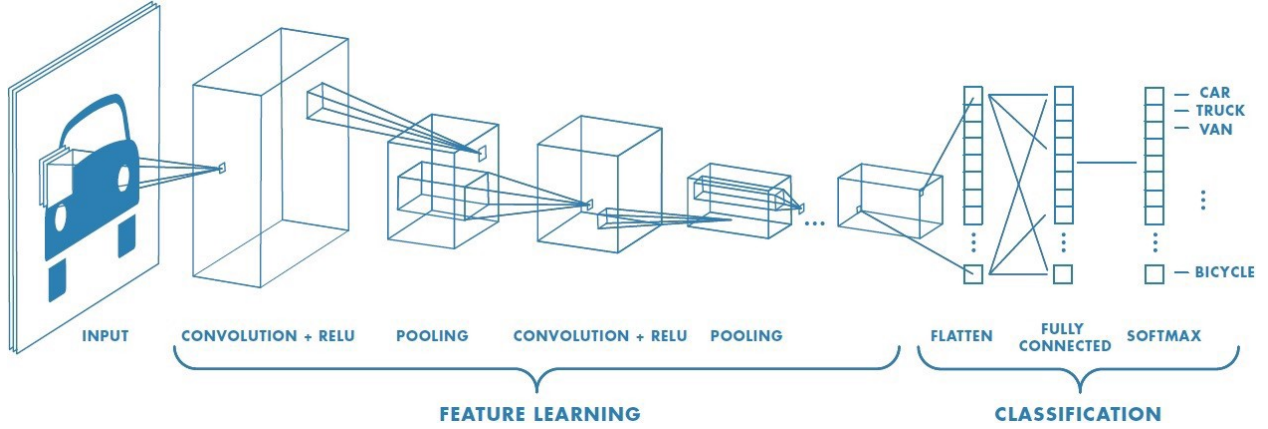 CAR
TRUCK
VAN
BICYCLE
INPUT
CONVOLUTION + RELU
POOLING
CONVOLUTION + RELU
POOLING
FLATTEN
FULLY
CONNECTED
SOFTMAX
FEATURE LEARNING
CLASSIFICATION